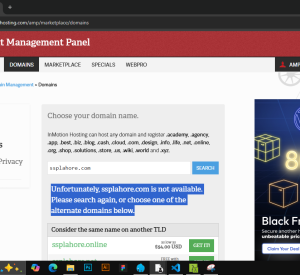 hosting.com/amp/marketplace/domains
t Management Panel
DOMAINS
MARKETPLACE
SPECIALS
WEBPRO
AMP
Management » Domains
Choose your domain name.
InMotion Hosting can host any domain and register .academy, .agency,
.app, .best, .biz, .blog, .cash, .cloud, .com, .design, .info, .life, .net, .online,
.org, .shop, .solutions, .store, .us, .wiki, .world and .xyz.
ssplahore.com
SEARCH
Unfortunately, ssplahore.com is not available.
Please search again, or choose one of the
alternate domains below.
Consider the same name on another TLD
ssplahore.online
GET IT!
s
Privacy
Black Fr
Secure another
unbeatable price
Claim Your Deal